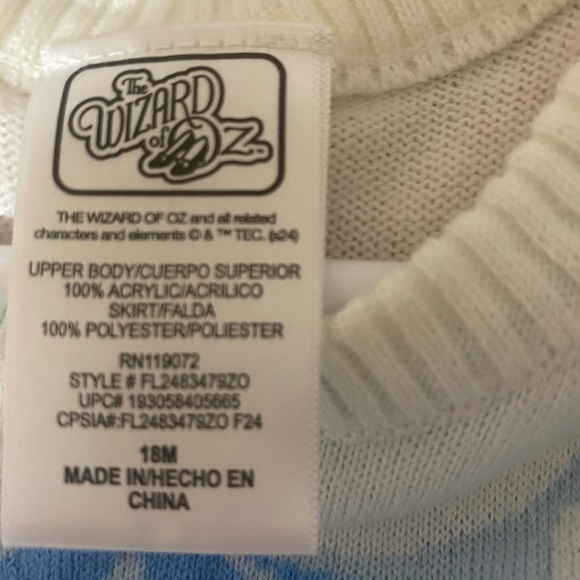 The
WIZARD
of OZ ™
THE WIZARD OF OZ and all related
characters and elements © & ™ TEC. (s24)
UPPER BODY/CUERPO SUPERIOR
100% ACRYLIC/ACRILICO
SKIRT/FALDA
100% POLYESTER/POLIESTER
RN119072
STYLE # FL2483479ZO
UPC# 193058405665
CPSIA#:FL2483479ZO F24
18M
MADE IN/HECHO EN
CHINA